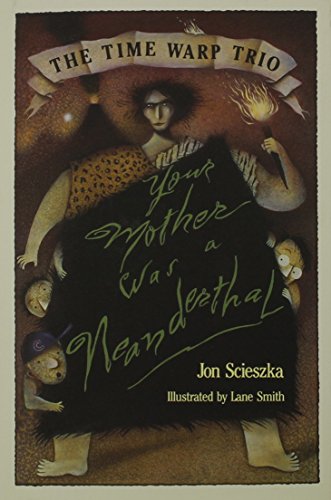 THE TIME WARP TRIO
Your
Mother
Was a
Neanderthal
Jon Scieszka
Illustrated by Lane Smith